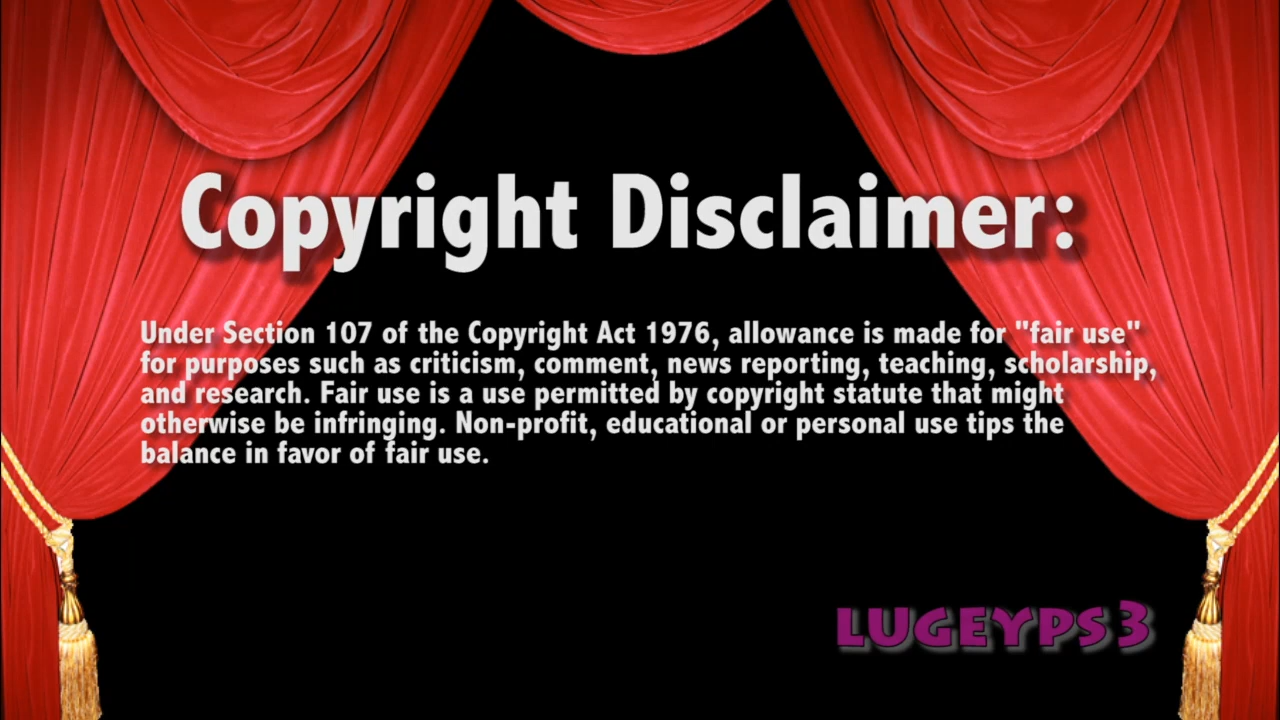 Copyright Disclaimer:
Under Section 107 of the Copyright Act 1976, allowance is made for "fair use"
for purposes such as criticism, comment, news reporting, teaching, scholarship,
and research. Fair use is a use permitted by copyright statute that might
otherwise be infringing. Non-profit, educational or personal use tips the
balance in favor of fair use.
LUGEYPS3